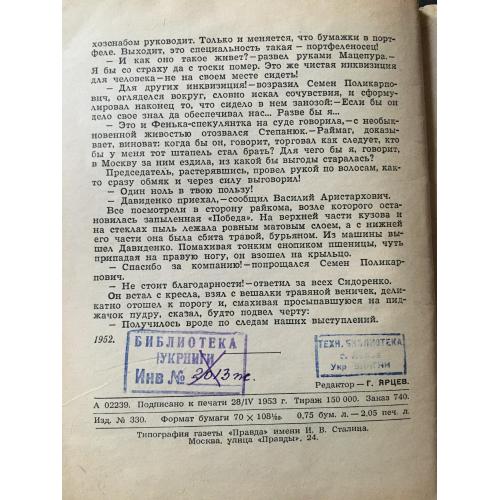 хозснабом руководит. Только и меняется, что бумажки в порт-
феле. Выходит, это специальность такая — портфеленосец!
— И как оно такое живет? — развел руками Мацепура. —
Я бы со страху да с тоски помер. Это же чистая инквизиция
для человека — не на своем месте сидеть!
— Для других инквизиция! — возразил Семен Поликарпо-
вич, огляделся вокруг, словно искал сочувствия, и сформу-
лировал наконец то, что сидело в нем занозой: — Если бы он
дело свое знал да обеспечивал нас... Разве бы я...
— Это и Фенька-спекулянтка на суде говорила, — с необык-
новенной живостью отозвался Степанюк. — Раймаг, доказы-
вает, виноват: когда бы он, говорит, торговал как следует, кто
бы у меня тот штапель стал брать? Для чего бы я, говорит,
в Москву за ним ездила, из какой бы выгоды старалась?
Председатель, растерявшись, провел рукой по волосам, как-
то сразу обмяк и через силу выговорил:
— Один ноль в твою пользу!
— Давиденко приехал, — сообщил Василий Аристархович.
Все посмотрели в сторону райкома, возле которого оста-
новилась запыленная «Победа». На верхней части кузова и
на стеклах пыль лежала ровным матовым слоем, а с нижней
его части она была сбита травой, бурьяном. Из машины вы-
шел Давиденко. Помахивая тонким снопиком пшеницы, чуть
припадая на правую ногу, он взошел на крыльцо.
— Спасибо за компанию! — попрощался Семен Поликар-
пович.
— Не стоит благодарности! — ответил за всех Сидоренко.
Он встал с кресла, взял с вешалки травяной веничек, дели-
катно отошел к порогу и, смахивая просыпавшуюся на пид-
жачок пудру, сказал, будто подвел черту:
— Получилось вроде по следам наших выступлений.
1952.
БИБЛИОТЕКА
УКРНИГИ
Инв №
ТЕХН. БИБЛИОТЕКА
Укр
Редактор — Г. ЯРЦЕВ.
А 02239. Подписано к печати 28/IV 1953 г. Тираж 150 000. Заказ 740.
Изд. № 330. Формат бумаги 70 × 108¹/₃₂. 0,75 бум. л. — 2,05 печ. л.
Типография газеты «Правда» имени И. В. Сталина.
Москва, улица «Правды», 24.